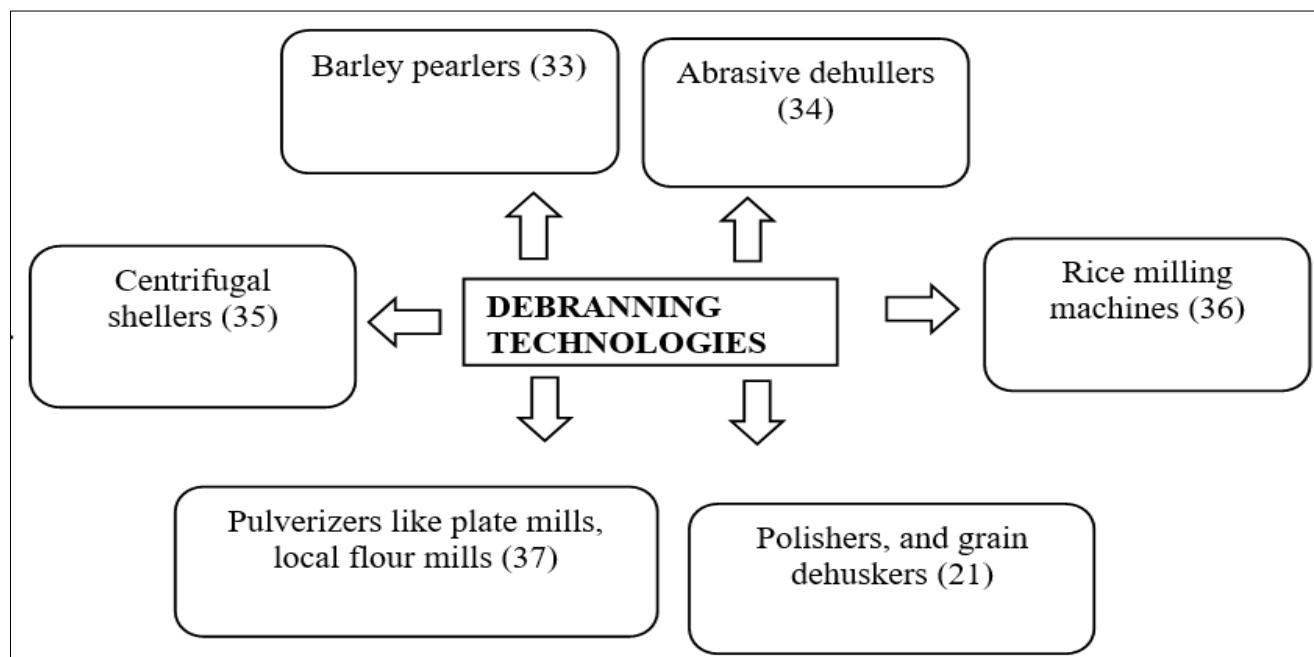 Barley pearlers (33)
Abrasive dehullers
(34)
Centrifugal
shellers (35)
DEBRANNING
TECHNOLOGIES
Rice milling
machines (36)
Pulverizers like plate mills,
local flour mills (37)
Polishers, and grain
dehuskers (21)